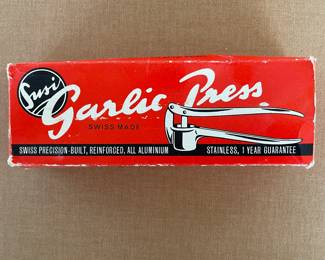 Susi
Garlic Press
SWISS MADE
SWISS PRECISION-BUILT, REINFORCED, ALL ALUMINIUM STAINLESS, 1 YEAR GUARANTEE